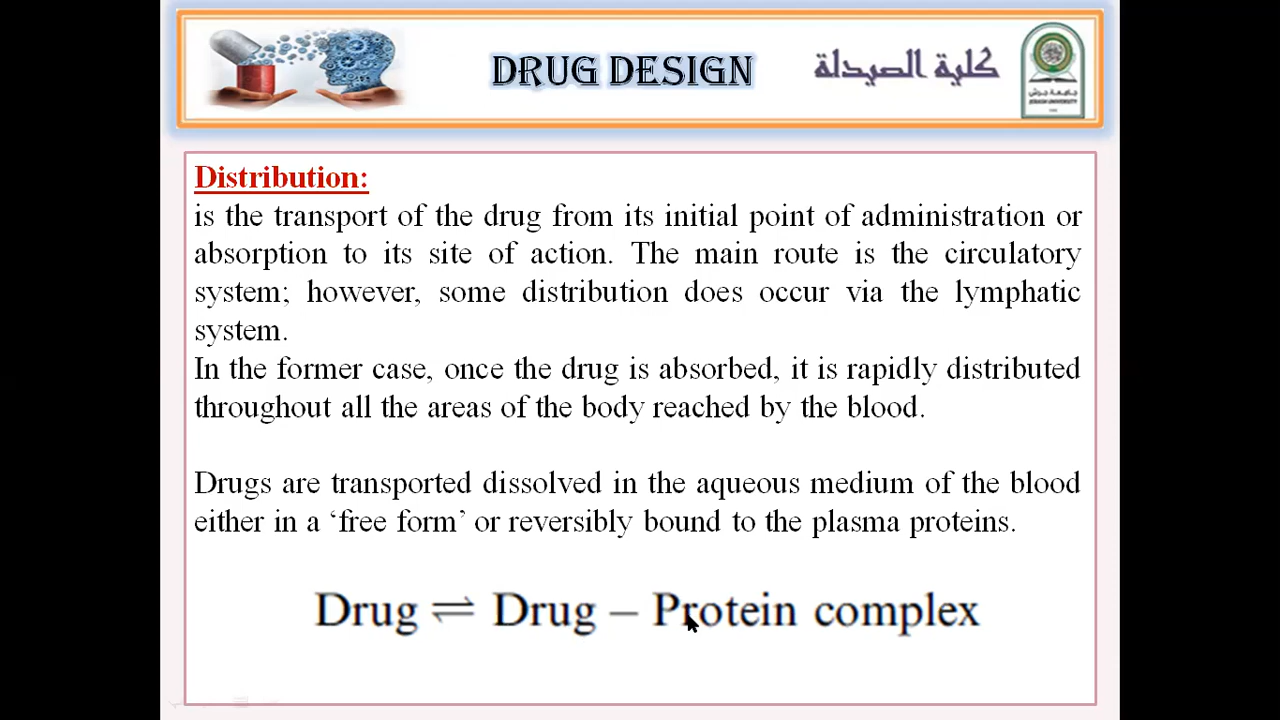 DRUG DESIGN
كلية الصيدلة
جامعة جرش
JERASH UNIVERSITY
Distribution:
is the transport of the drug from its initial point of administration or
absorption to its site of action. The main route is the circulatory
system; however, some distribution does occur via the lymphatic
system.
In the former case, once the drug is absorbed, it is rapidly distributed
throughout all the areas of the body reached by the blood.
Drugs are transported dissolved in the aqueous medium of the blood
either in a ‘free form’ or reversibly bound to the plasma proteins.
Drug ⇌ Drug – Protein complex